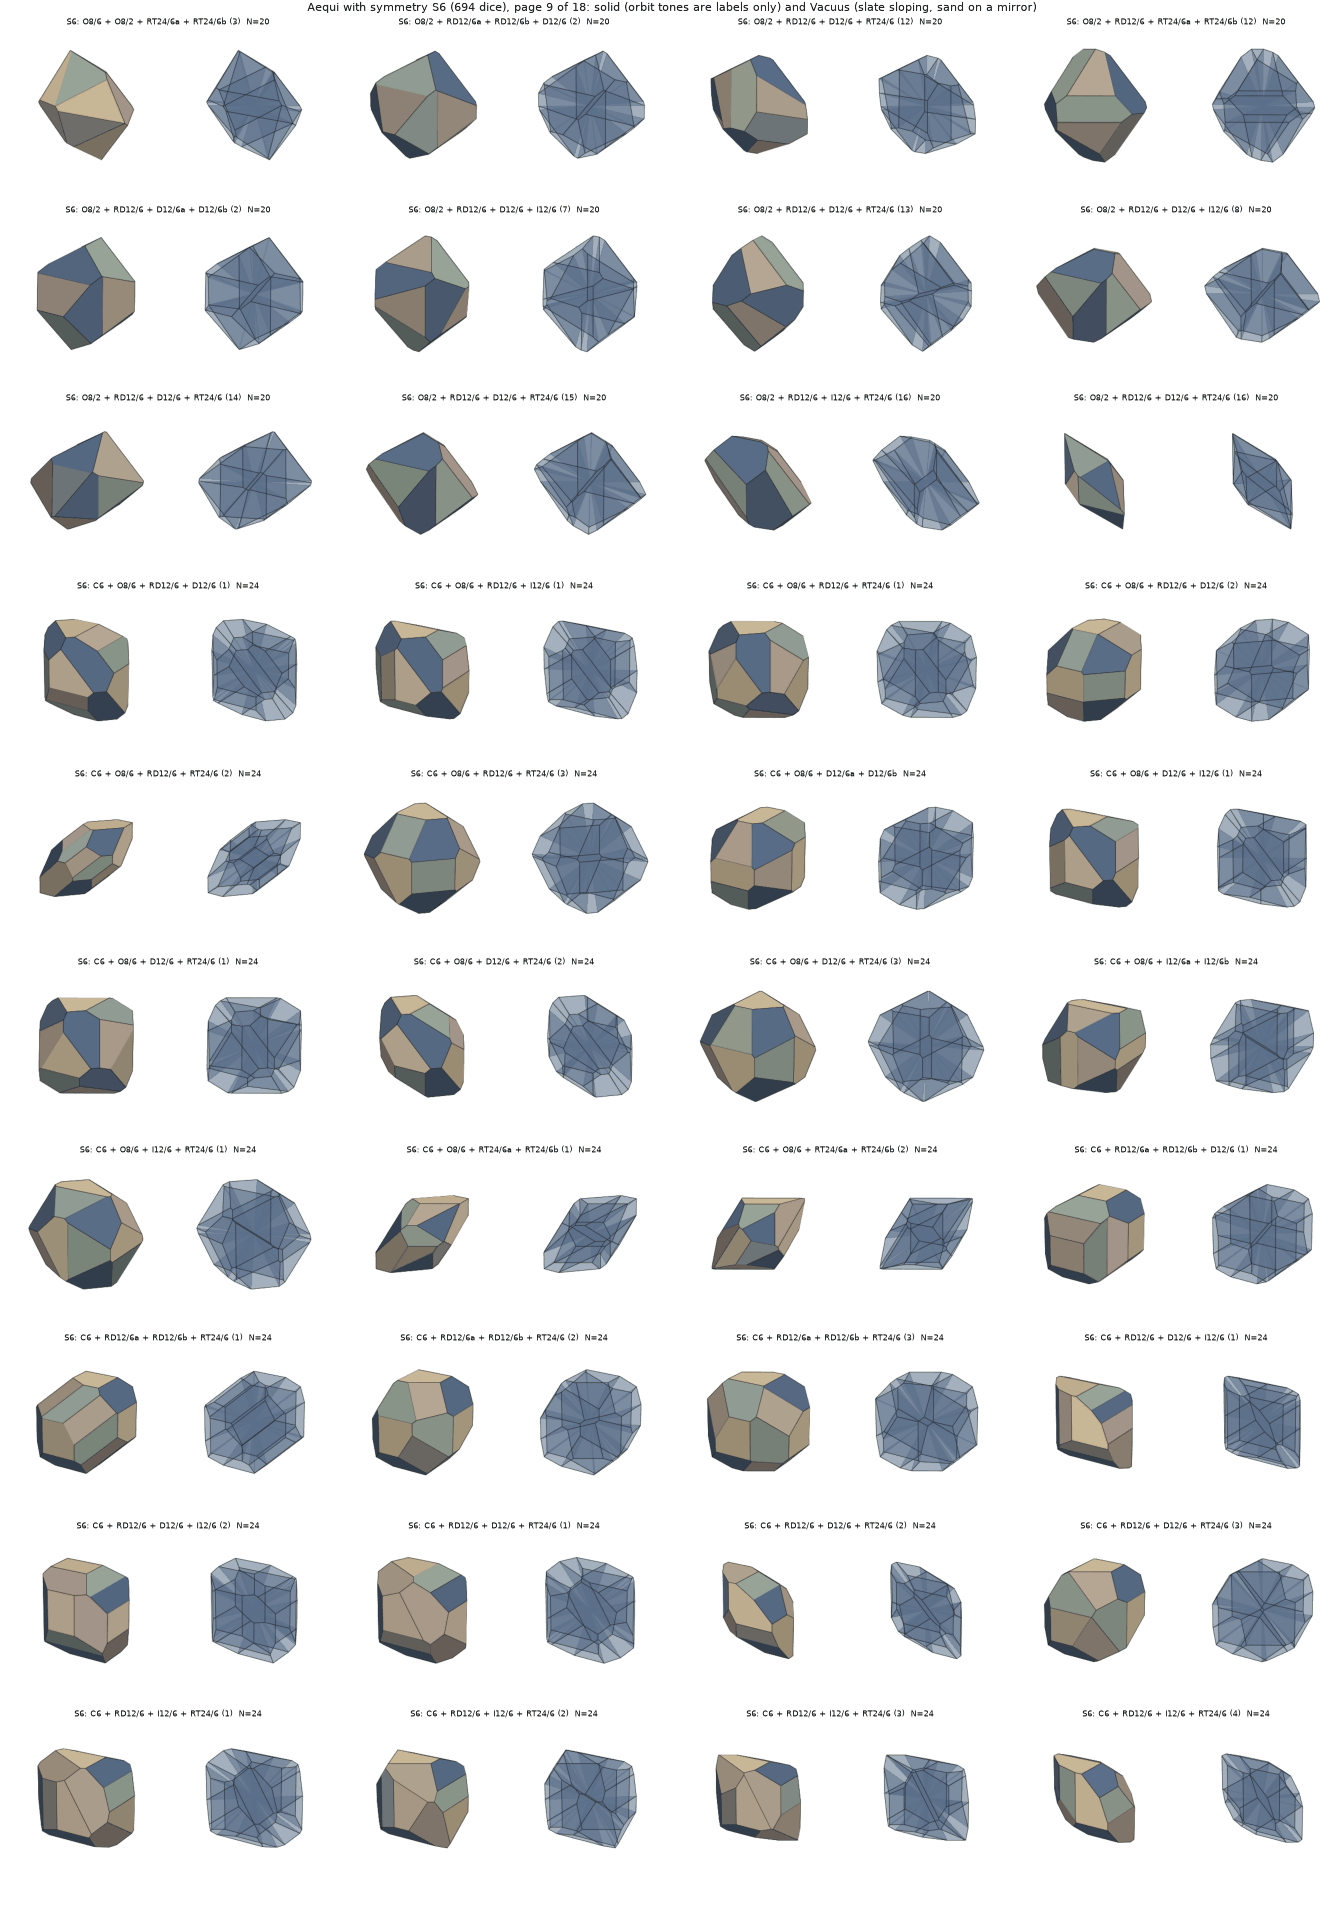 Aequi with symmetry S6 (694 dice), page 9 of 18: solid (orbit tones are labels only) and Vacuus (slate sloping, sand on a mirror)
S6: O8/6 + O8/2 + RT24/6a + RT24/6b (3) N=20
S6: O8/2 + RD12/6a + RD12/6b + D12/6 (2) N=20
S6: O8/2 + RD12/6 + D12/6 + RT24/6 (12) N=20
S6: O8/2 + RD12/6 + RT24/6a + RT24/6b (12) N=20
S6: O8/2 + RD12/6 + D12/6a + D12/6b (2) N=20
S6: O8/2 + RD12/6 + D12/6 + I12/6 (7) N=20
S6: O8/2 + RD12/6 + D12/6 + RT24/6 (13) N=20
S6: O8/2 + RD12/6 + D12/6 + I12/6 (8) N=20
S6: O8/2 + RD12/6 + D12/6 + RT24/6 (14) N=20
S6: O8/2 + RD12/6 + D12/6 + RT24/6 (15) N=20
S6: O8/2 + RD12/6 + I12/6 + RT24/6 (16) N=20
S6: O8/2 + RD12/6 + D12/6 + RT24/6 (16) N=20
S6: C6 + O8/6 + RD12/6 + D12/6 (1) N=24
S6: C6 + O8/6 + RD12/6 + I12/6 (1) N=24
S6: C6 + O8/6 + RD12/6 + RT24/6 (1) N=24
S6: C6 + O8/6 + RD12/6 + D12/6 (2) N=24
S6: C6 + O8/6 + RD12/6 + RT24/6 (2) N=24
S6: C6 + O8/6 + RD12/6 + RT24/6 (3) N=24
S6: C6 + O8/6 + D12/6a + D12/6b N=24
S6: C6 + O8/6 + D12/6 + I12/6 (1) N=24
S6: C6 + O8/6 + D12/6 + RT24/6 (1) N=24
S6: C6 + O8/6 + D12/6 + RT24/6 (2) N=24
S6: C6 + O8/6 + D12/6 + RT24/6 (3) N=24
S6: C6 + O8/6 + I12/6a + I12/6b N=24
S6: C6 + O8/6 + I12/6 + RT24/6 (1) N=24
S6: C6 + O8/6 + RT24/6a + RT24/6b (1) N=24
S6: C6 + O8/6 + RT24/6a + RT24/6b (2) N=24
S6: C6 + RD12/6a + RD12/6b + D12/6 (1) N=24
S6: C6 + RD12/6a + RD12/6b + RT24/6 (1) N=24
S6: C6 + RD12/6a + RD12/6b + RT24/6 (2) N=24
S6: C6 + RD12/6a + RD12/6b + RT24/6 (3) N=24
S6: C6 + RD12/6 + D12/6 + I12/6 (1) N=24
S6: C6 + RD12/6 + D12/6 + I12/6 (2) N=24
S6: C6 + RD12/6 + D12/6 + RT24/6 (1) N=24
S6: C6 + RD12/6 + D12/6 + RT24/6 (2) N=24
S6: C6 + RD12/6 + D12/6 + RT24/6 (3) N=24
S6: C6 + RD12/6 + I12/6 + RT24/6 (1) N=24
S6: C6 + RD12/6 + I12/6 + RT24/6 (2) N=24
S6: C6 + RD12/6 + I12/6 + RT24/6 (3) N=24
S6: C6 + RD12/6 + I12/6 + RT24/6 (4) N=24